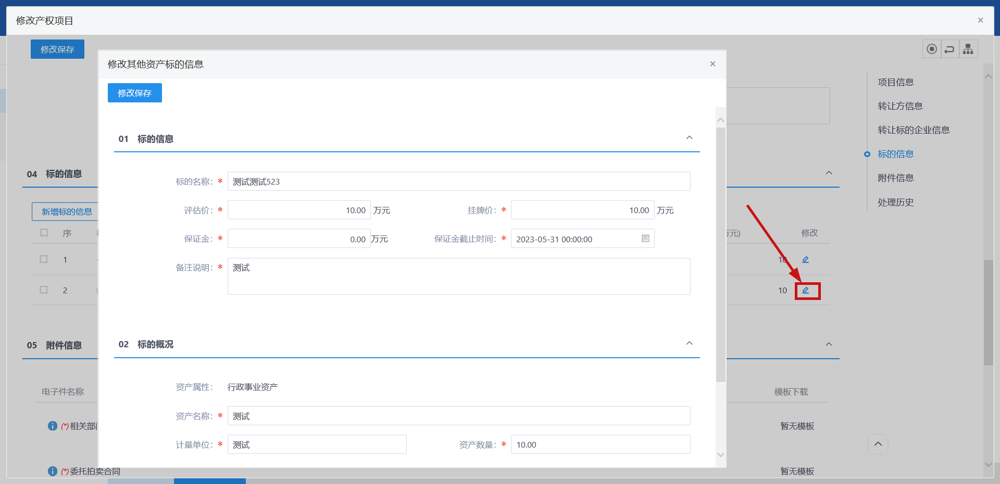 修改产权项目
修改保存
修改其他资产标的信息
修改保存
项目信息
转让方信息
转让标的企业信息
标的信息
附件信息
处理历史
01 标的信息
04 标的信息
标的名称： * 测试测试523
评估价： * 10.00 万元 挂牌价： * 10.00 万元
新增标的信息
序 万元) 修改
保证金： * 0.00 万元 保证金截止时间： * 2023-05-31 00:00:00
1 10
备注说明： * 测试
2 10
02 标的概况
05 附件信息
资产属性： 行政事业资产
电子件名称 模板下载
资产名称： * 测试
(*)相关部门 暂无模板
计量单位： * 测试 资产数量： * 10.00
(*)委托拍卖合同 暂无模板